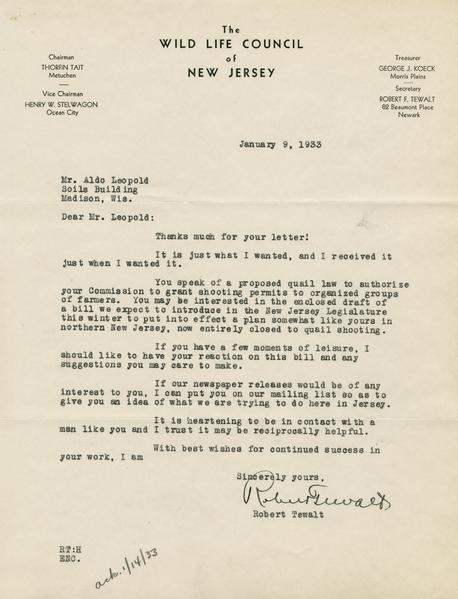 The
WILD LIFE COUNCIL
of
NEW JERSEY
Chairman
THORFIN TAIT
Metuchen
Vice Chairman
HENRY W. STELWAGON
Ocean City
Treasurer
GEORGE J. KOECK
Morris Plains
Secretary
ROBERT F. TEWALT
82 Beaumont Place
Newark
January 9, 1933
Mr. Aldo Leopold
Soils Building
Madison, Wis.
Dear Mr. Leopold:
Thanks much for your letter!
It is just what I wanted, and I received it
just when I wanted it.
You speak of a proposed quail law to authorize
your Commission to grant shooting permits to organized groups
of farmers. You may be interested in the enclosed draft of
a bill we expect to introduce in the New Jersey Legislature
this winter to put into effect a plan somewhat like yours in
northern New Jersey, now entirely closed to quail shooting.
If you have a few moments of leisure, I
should like to have your reaction on this bill and any
suggestions you may care to make.
If our newspaper releases would be of any
interest to you, I can put you on our mailing list so as to
give you an idea of what we are trying to do here in Jersey.
It is heartening to be in contact with a
man like you and I trust it may be reciprocally helpful.
With best wishes for continued success in
your work, I am
Sincerely yours,
Robert Tewalt
Robert Tewalt
RT:H
ENC.
ack. 1/14/33